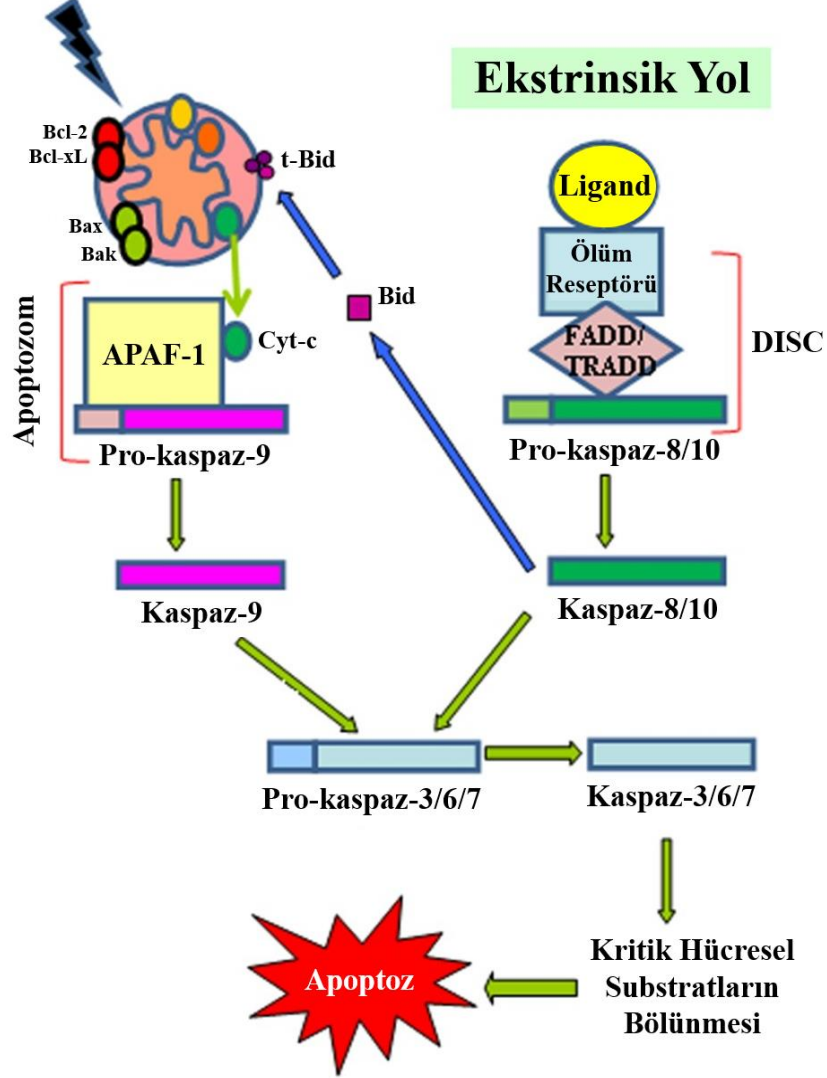 Ekstrinsik Yol
Bcl-2
Bcl-xL
t-Bid
Bax
Bak
Bid
Ligand
Ölüm
Reseptörü
FADD/
TRADD
DISC
Apoptozom
APAF-1
Cyt-c
Pro-kaspaz-9
Pro-kaspaz-8/10
Kaspaz-9
Kaspaz-8/10
Pro-kaspaz-3/6/7
Kaspaz-3/6/7
Kritik Hücresel
Substratların
Bölünmesi
Apoptoz